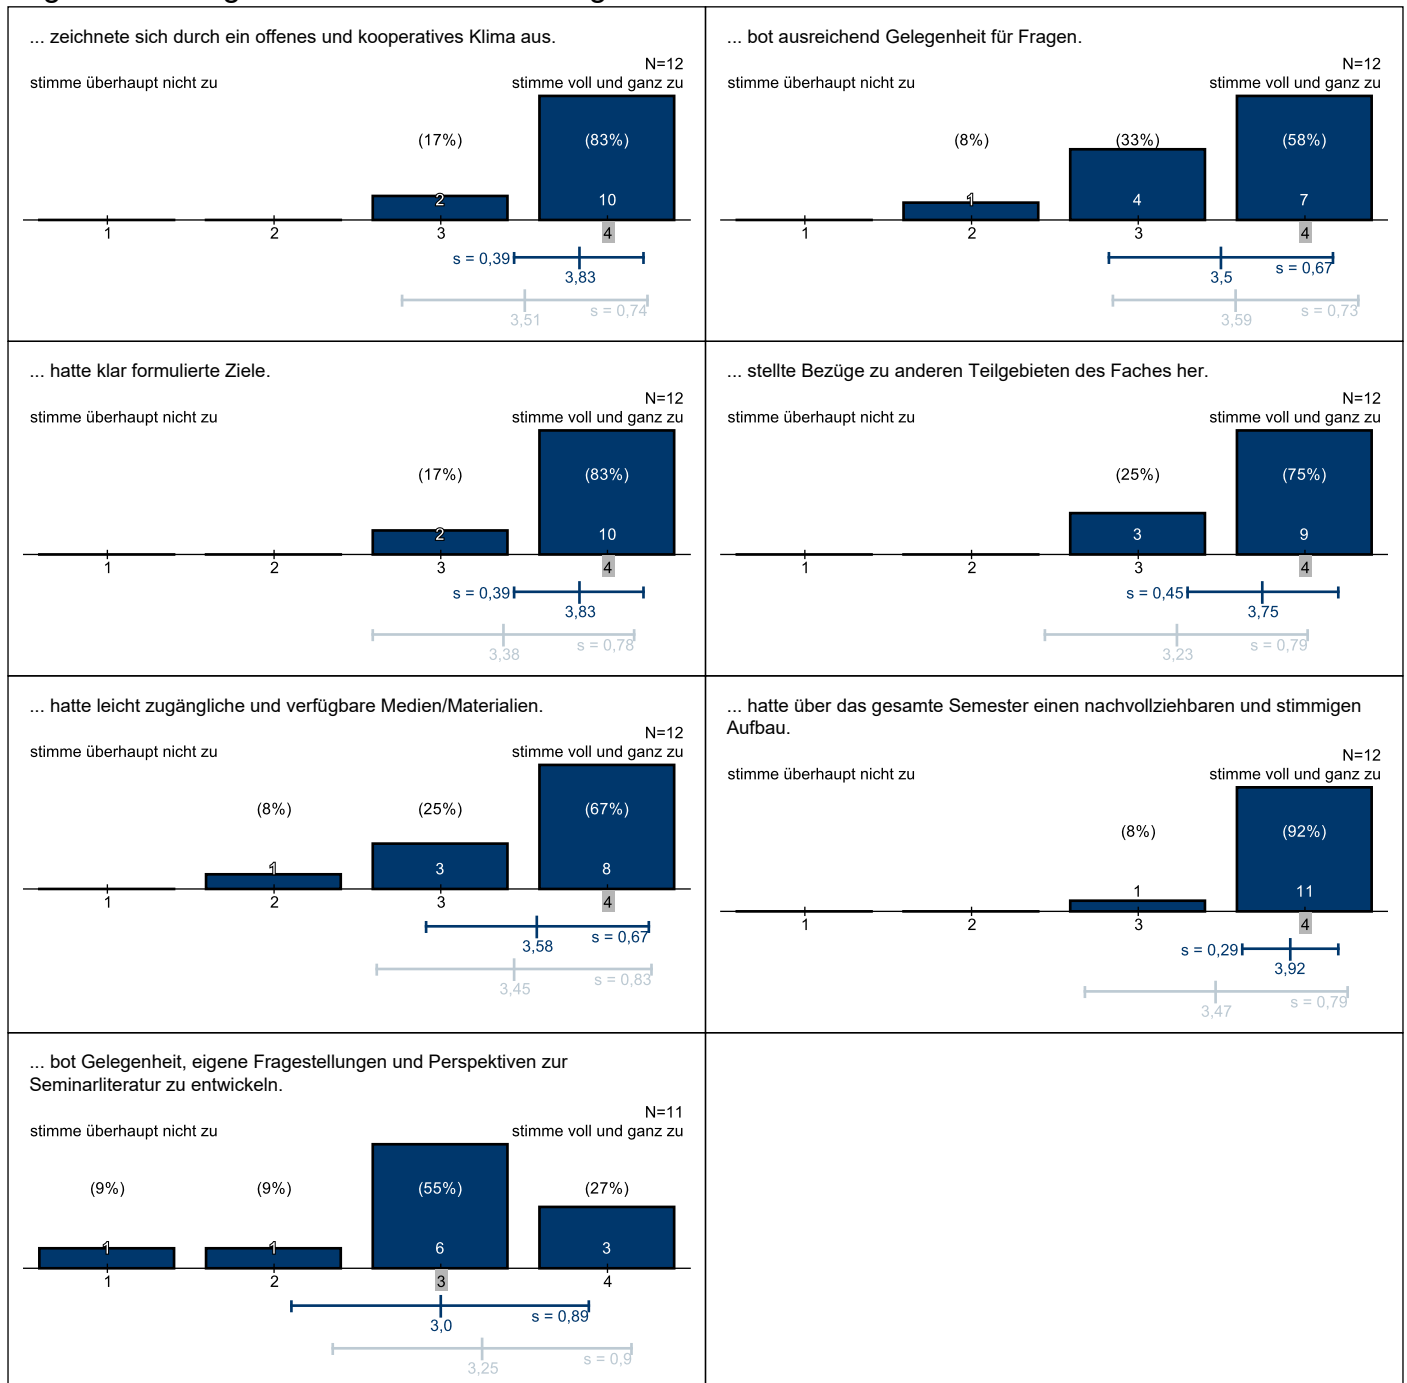 ... zeichnete sich durch ein offenes und kooperatives Klima aus.
N=12
stimme überhaupt nicht zu
stimme voll und ganz zu
(17%)
(83%)
2
10
1
2
3
4
s = 0,39
3,83
3,51
s = 0,74
... bot ausreichend Gelegenheit für Fragen.
N=12
stimme überhaupt nicht zu
stimme voll und ganz zu
(8%)
(33%)
(58%)
1
4
7
1
2
3
4
3,5
s = 0,67
3,59
s = 0,73
... hatte klar formulierte Ziele.
N=12
stimme überhaupt nicht zu
stimme voll und ganz zu
(17%)
(83%)
2
10
1
2
3
4
s = 0,39
3,83
3,38
s = 0,78
... stellte Bezüge zu anderen Teilgebieten des Faches her.
N=12
stimme überhaupt nicht zu
stimme voll und ganz zu
(25%)
(75%)
3
9
1
2
3
4
s = 0,45
3,75
3,23
s = 0,79
... hatte leicht zugängliche und verfügbare Medien/Materialien.
N=12
stimme überhaupt nicht zu
stimme voll und ganz zu
(8%)
(25%)
(67%)
1
3
8
1
2
3
4
3,58
s = 0,67
3,45
s = 0,83
... hatte über das gesamte Semester einen nachvollziehbaren und stimmigen
Aufbau.
N=12
stimme überhaupt nicht zu
stimme voll und ganz zu
(8%)
(92%)
1
11
1
2
3
4
s = 0,29
3,92
3,47
s = 0,79
... bot Gelegenheit, eigene Fragestellungen und Perspektiven zur
Seminarliteratur zu entwickeln.
N=11
stimme überhaupt nicht zu
stimme voll und ganz zu
(9%)
(9%)
(55%)
(27%)
1
1
6
3
1
2
3
4
3,0
s = 0,89
3,25
s = 0,9